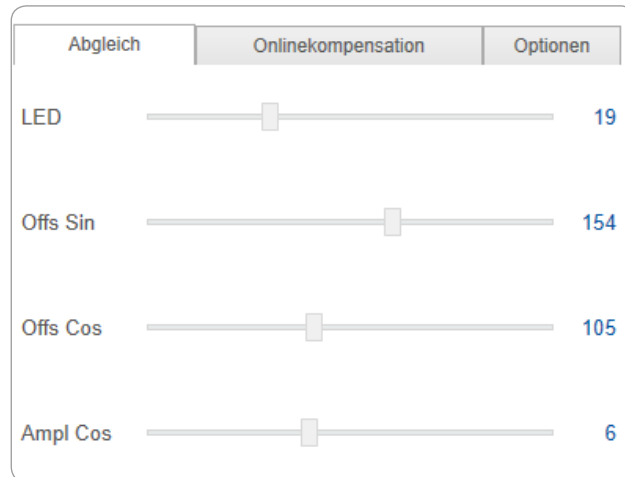 Abgleich Onlinekompensation Optionen
LED 19
Offs Sin 154
Offs Cos 105
Ampl Cos 6